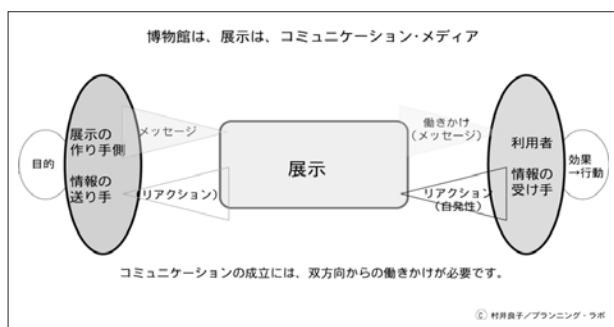 博物館は、展示は、コミュニケーション・メディア
目的
展示の
作り手側
情報の
送り手
メッセージ
(リアクション)
展示
働きかけ
(メッセージ)
リアクション
(自発性)
利用者
情報の
受け手
効果
→行動
コミュニケーションの成立には、双方向からの働きかけが必要です。
© 村井良子/プランニング・ラボ